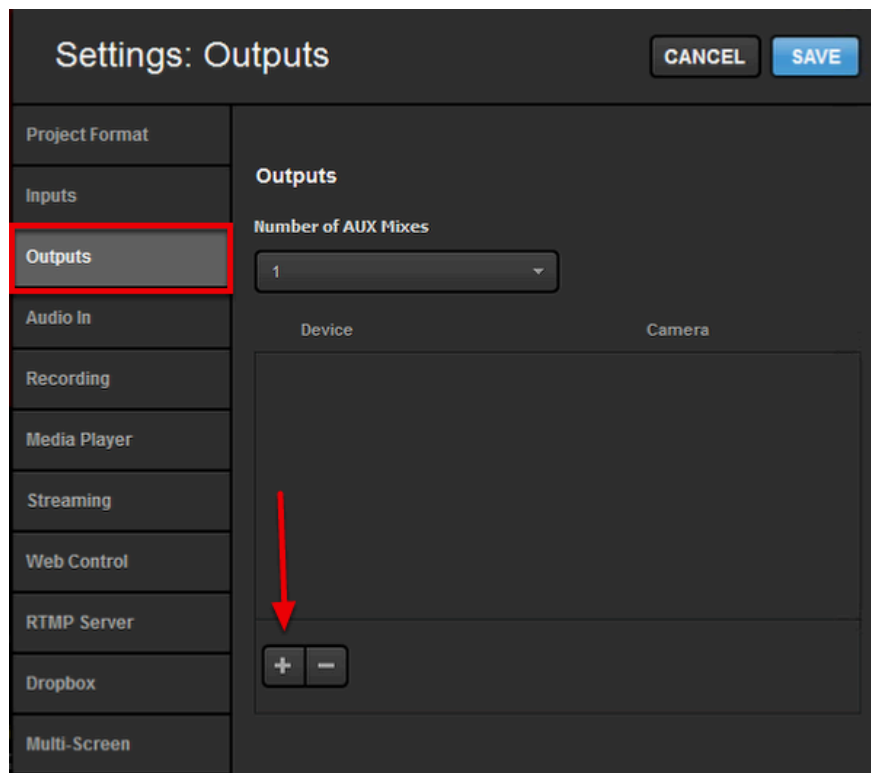 Settings: Outputs
CANCEL
SAVE
Project Format
Inputs
Outputs
Audio In
Recording
Media Player
Streaming
Web Control
RTMP Server
Dropbox
Multi-Screen
Outputs
Number of AUX Mixes
1
Device
Camera
+
−